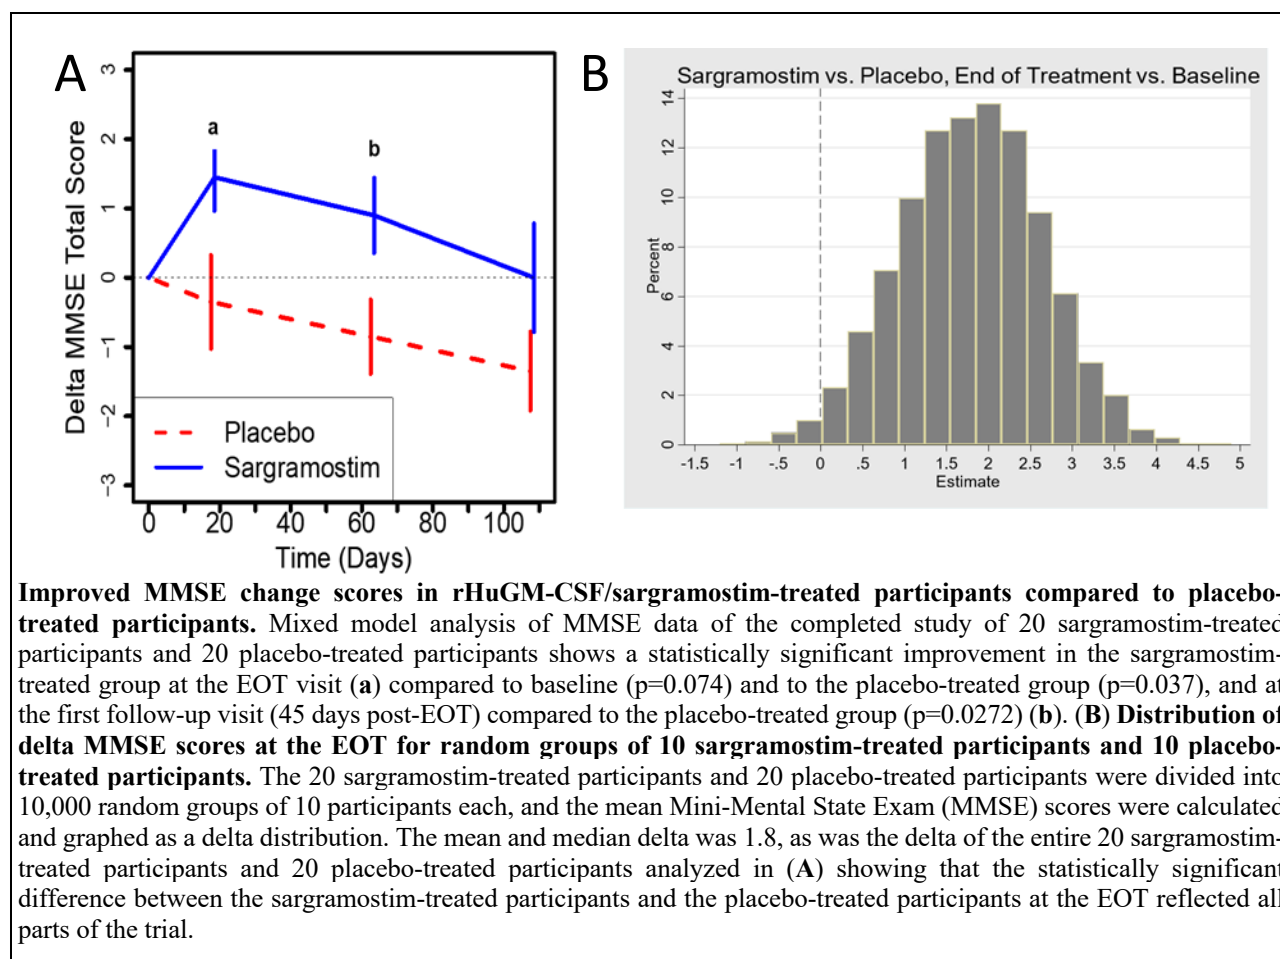 A
B
Sargramostim vs. Placebo, End of Treatment vs. Baseline
Delta MMSE Total Score
3
2
1
0
−1
−2
−3
a
b
Placebo
Sargramostim
0 20 40 60 80 100
Time (Days)
Percent
14
12
10
8
6
4
2
0
-1.5 -1 -.5 0 .5 1 1.5 2 2.5 3 3.5 4 4.5 5
Estimate
Improved MMSE change scores in rHuGM-CSF/sargramostim-treated participants compared to placebo-
treated participants. Mixed model analysis of MMSE data of the completed study of 20 sargramostim-treated
participants and 20 placebo-treated participants shows a statistically significant improvement in the sargramostim-
treated group at the EOT visit (a) compared to baseline (p=0.074) and to the placebo-treated group (p=0.037), and at
the first follow-up visit (45 days post-EOT) compared to the placebo-treated group (p=0.0272) (b). (B) Distribution of
delta MMSE scores at the EOT for random groups of 10 sargramostim-treated participants and 10 placebo-
treated participants. The 20 sargramostim-treated participants and 20 placebo-treated participants were divided into
10,000 random groups of 10 participants each, and the mean Mini-Mental State Exam (MMSE) scores were calculated
and graphed as a delta distribution. The mean and median delta was 1.8, as was the delta of the entire 20 sargramostim-
treated participants and 20 placebo-treated participants analyzed in (A) showing that the statistically significant
difference between the sargramostim-treated participants and the placebo-treated participants at the EOT reflected all
parts of the trial.